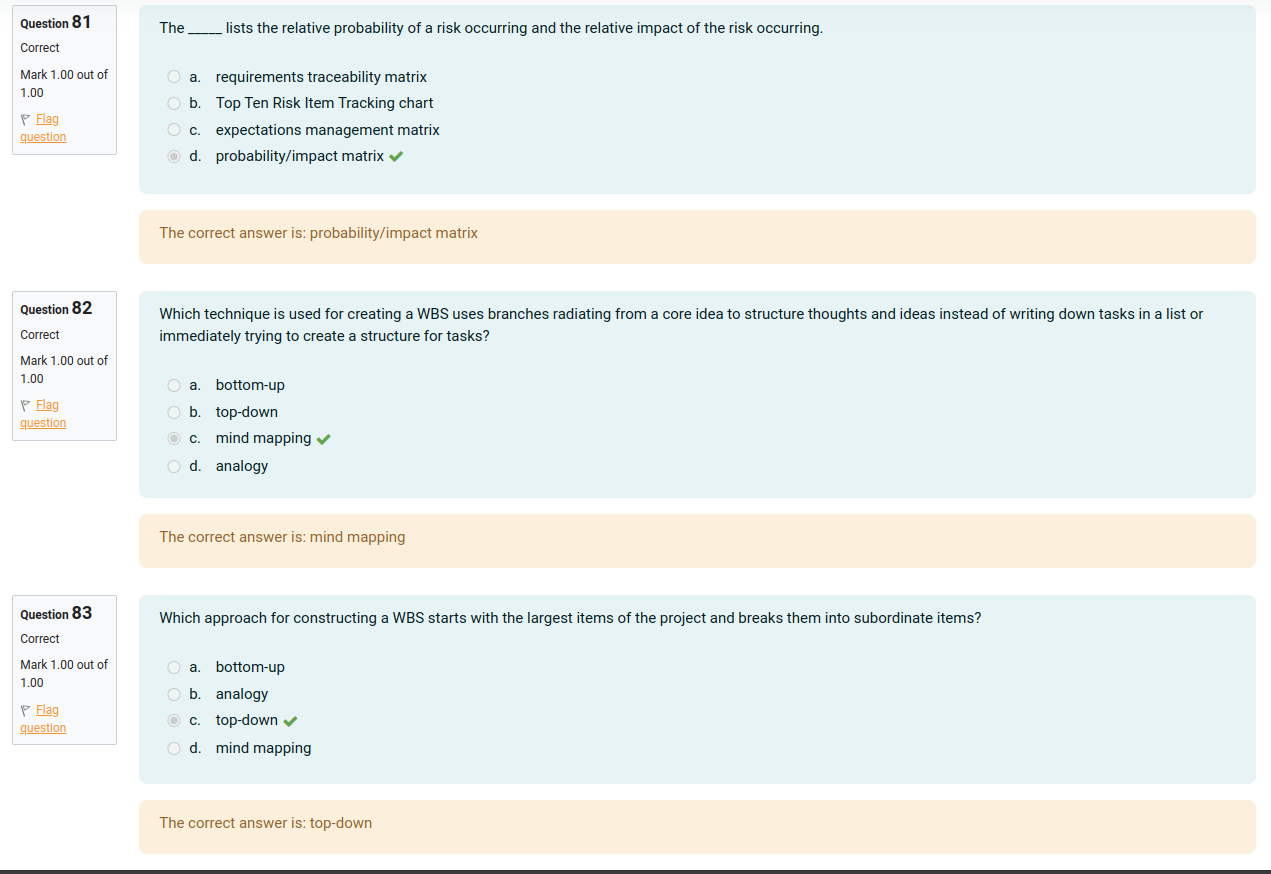 Question 81
Correct
Mark 1.00 out of
1.00
Flag
question
The _____ lists the relative probability of a risk occurring and the relative impact of the risk occurring.
a. requirements traceability matrix
b. Top Ten Risk Item Tracking chart
c. expectations management matrix
d. probability/impact matrix
The correct answer is: probability/impact matrix
Question 82
Correct
Mark 1.00 out of
1.00
Flag
question
Which technique is used for creating a WBS uses branches radiating from a core idea to structure thoughts and ideas instead of writing down tasks in a list or
immediately trying to create a structure for tasks?
a. bottom-up
b. top-down
c. mind mapping
d. analogy
The correct answer is: mind mapping
Question 83
Correct
Mark 1.00 out of
1.00
Flag
question
Which approach for constructing a WBS starts with the largest items of the project and breaks them into subordinate items?
a. bottom-up
b. analogy
c. top-down
d. mind mapping
The correct answer is: top-down